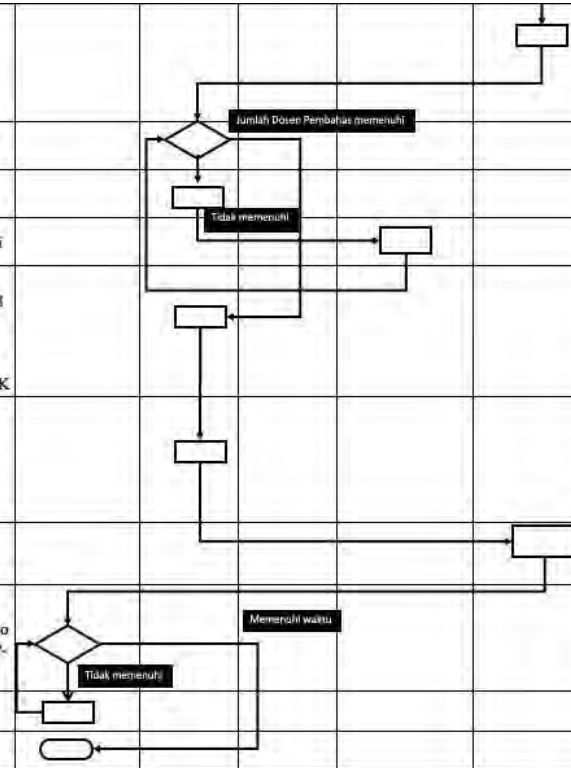 Jumlah Dosen Pembahas memenuhi
Tidak memenuhi
i
K
Memenuhi waktu
o
Tidak memenuhi